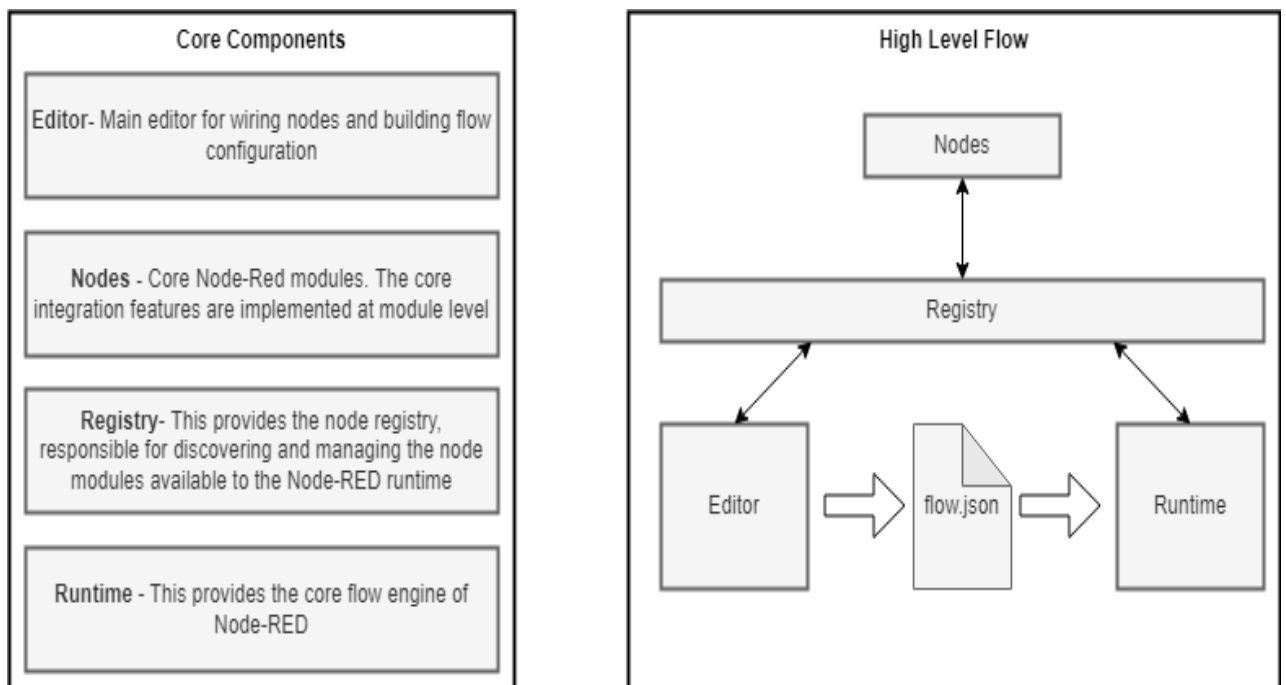 Core Components
Editor- Main editor for wiring nodes and building flow
configuration
Nodes - Core Node-Red modules. The core
integration features are implemented at module level
Registry- This provides the node registry,
responsible for discovering and managing the node
modules available to the Node-RED runtime
Runtime - This provides the core flow engine of
Node-RED
High Level Flow
Nodes
Registry
Editor
flow.json
Runtime